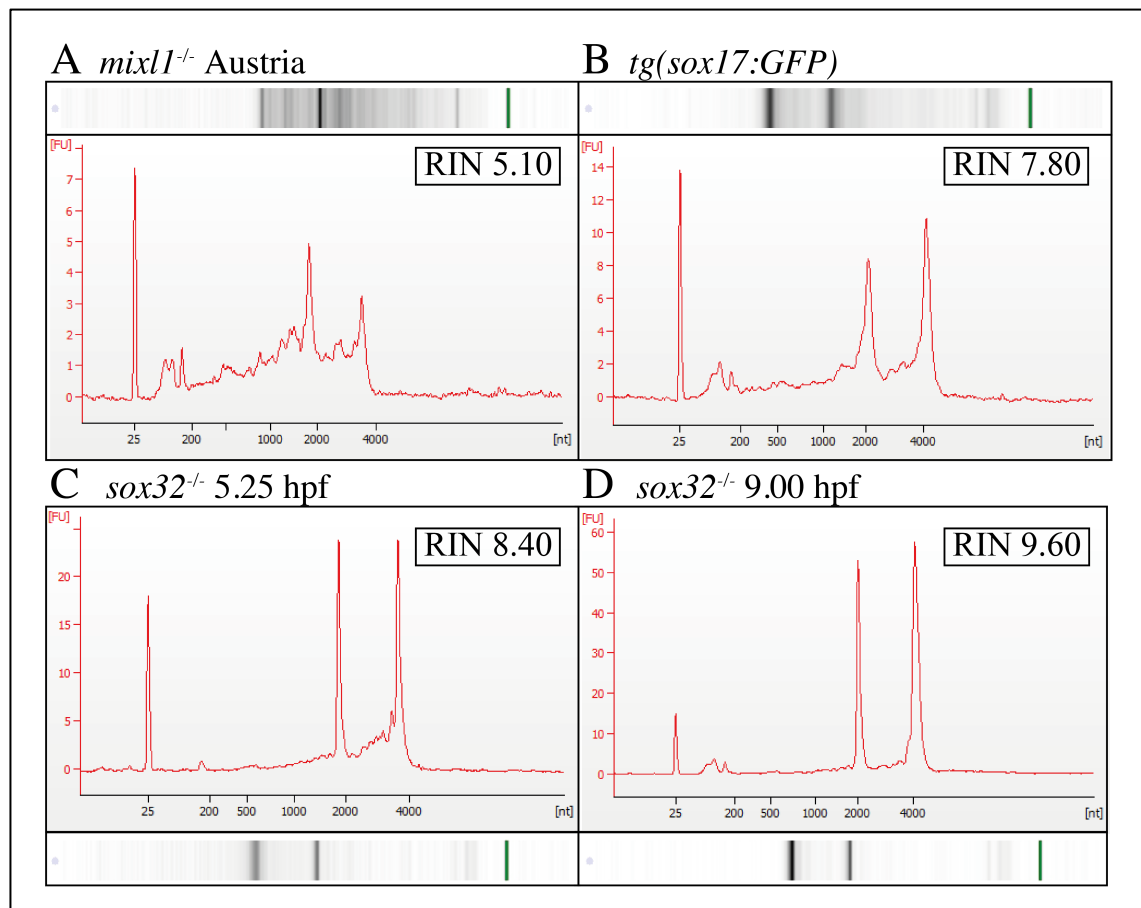 A mixl1-/- Austria
B tg(sox17:GFP)
[FU]
RIN 5.10
7
6
5
4
3
2
1
0
25 200 1000 2000 4000 [nt]
[FU]
RIN 7.80
14
12
10
8
6
4
2
0
25 200 500 1000 2000 4000 [nt]
C sox32-/- 5.25 hpf
D sox32-/- 9.00 hpf
[FU]
RIN 8.40
20
15
10
5
0
25 200 500 1000 2000 4000 [nt]
[FU]
RIN 9.60
60
50
40
30
20
10
0
25 200 500 1000 2000 4000 [nt]